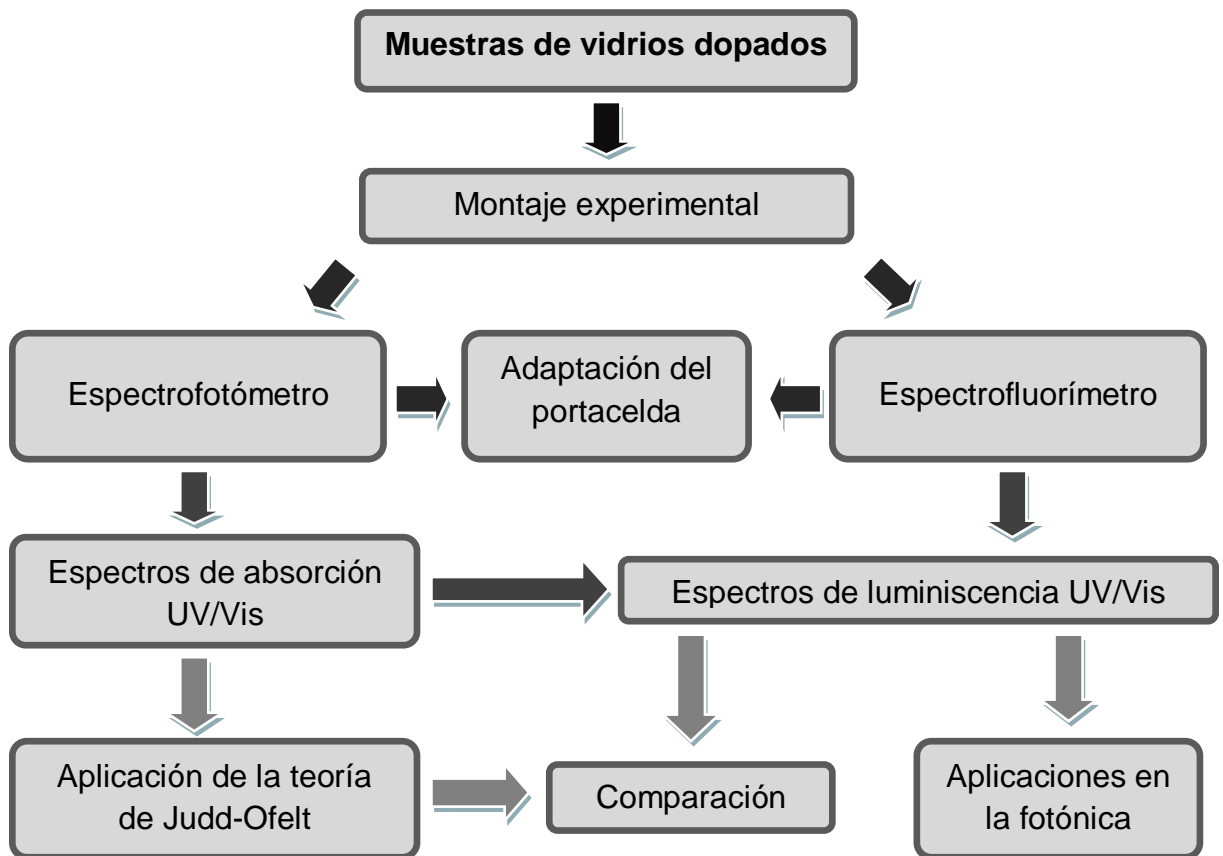 Muestras de vidrios dopados
Montaje experimental
Espectrofotómetro
Adaptación del
portacelda
Espectrofluorímetro
Espectros de absorción
UV/Vis
Espectros de luminiscencia UV/Vis
Aplicación de la teoría
de Judd-Ofelt
Comparación
Aplicaciones en
la fotónica